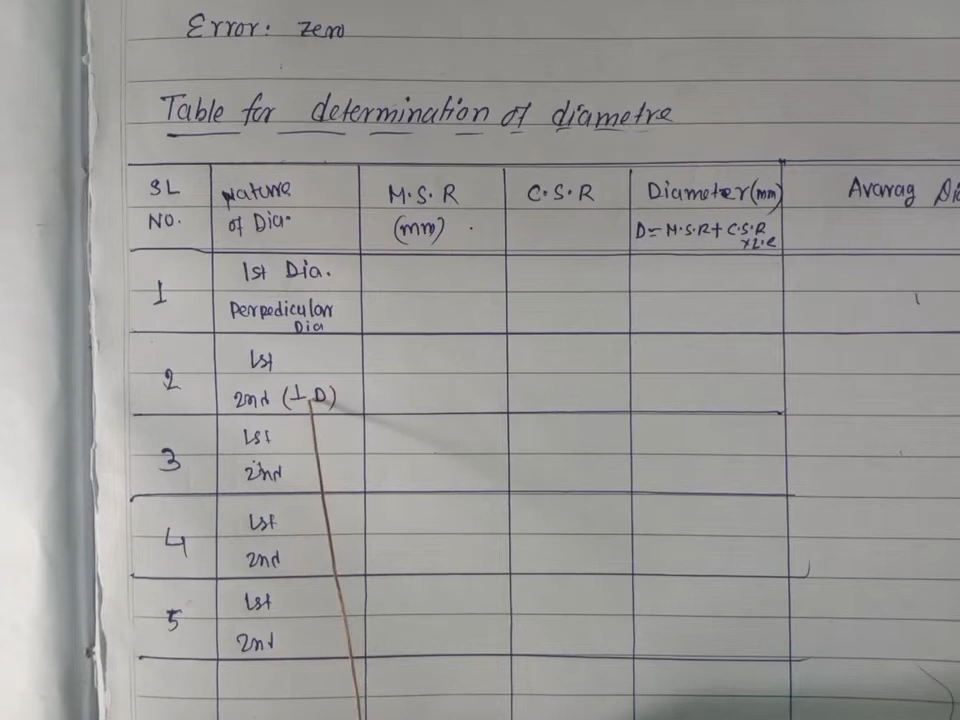 Error: zero
Table for determination of diametre
SL NO.
Nature of Dia.
M.S.R (mm)
C.S.R
Diameter(mm)
D=M.S.R+C.S.R
×L.C
Avarag Di
1
1st Dia.
Perpedicular
Dia
2
1st
2nd (⊥ D)
3
1st
2nd
4
1st
2nd
5
1st
2nd